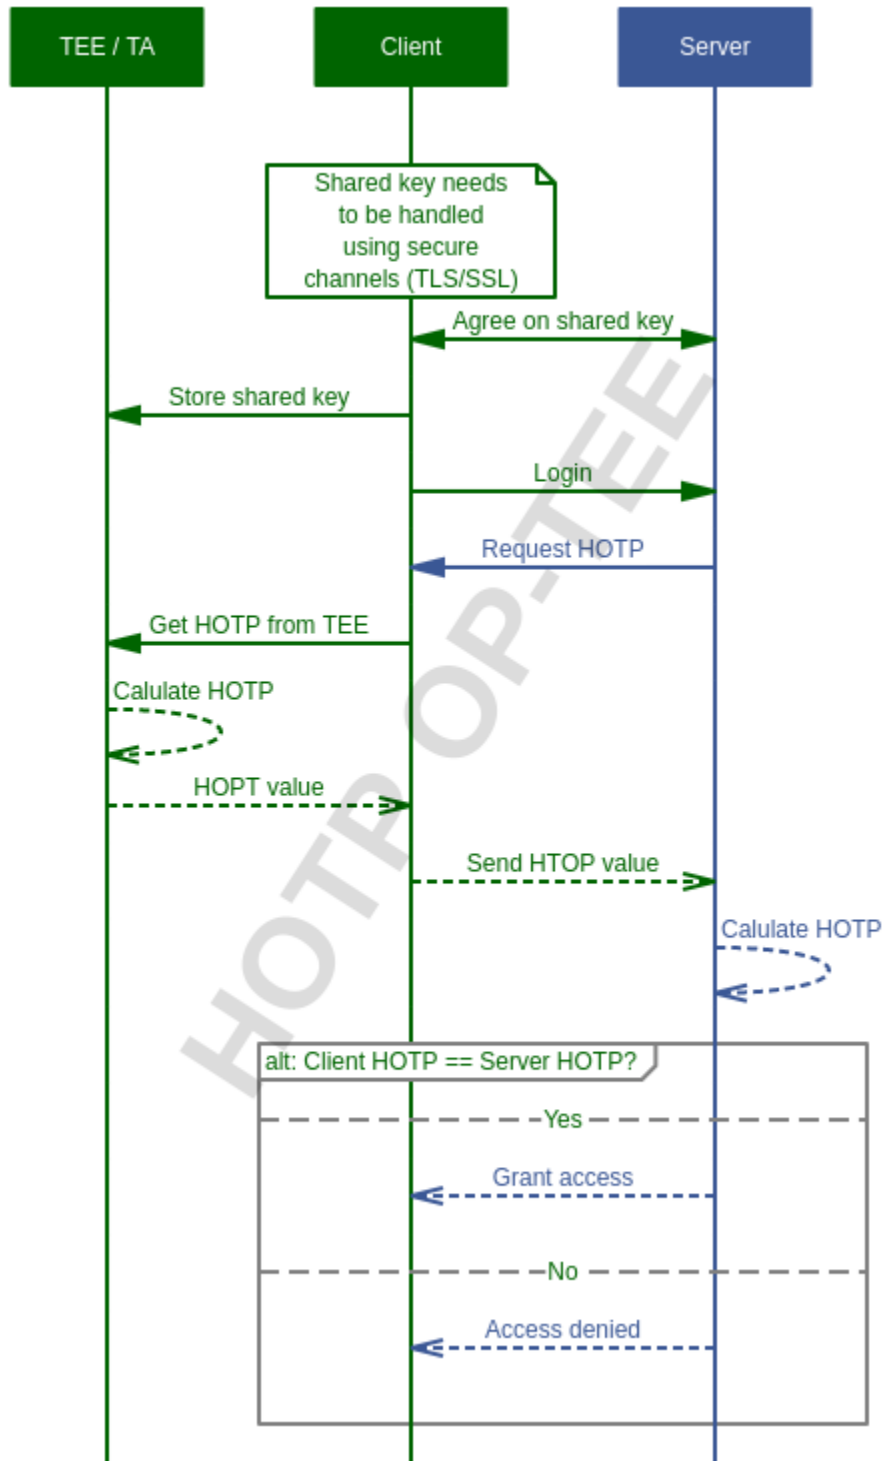 TEE / TA
Client
Server
Shared key needs
to be handled
using secure
channels (TLS/SSL)
Agree on shared key
Store shared key
Login
Request HOTP
Get HOTP from TEE
Calulate HOTP
HOPT value
Send HTOP value
Calulate HOTP
alt: Client HOTP == Server HOTP?
Yes
Grant access
No
Access denied
HOTP OP-TEE